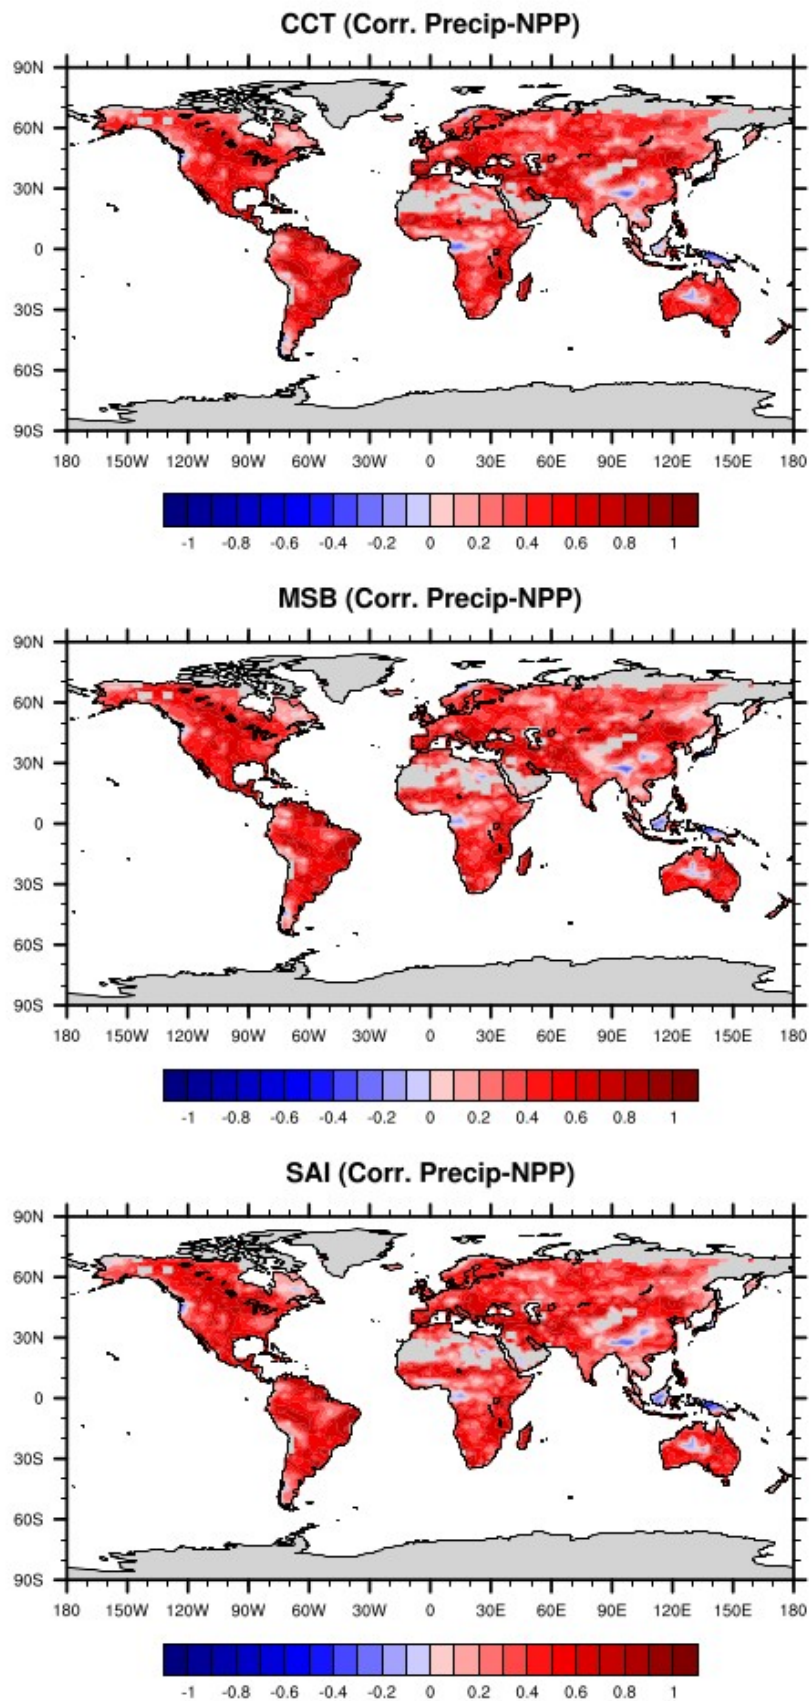 CCT (Corr. Precip-NPP)
90N
60N
30N
0
30S
60S
90S
180 150W 120W 90W 60W 30W 0 30E 60E 90E 120E 150E 180
-1 -0.8 -0.6 -0.4 -0.2 0 0.2 0.4 0.6 0.8 1
MSB (Corr. Precip-NPP)
90N
60N
30N
0
30S
60S
90S
180 150W 120W 90W 60W 30W 0 30E 60E 90E 120E 150E 180
-1 -0.8 -0.6 -0.4 -0.2 0 0.2 0.4 0.6 0.8 1
SAI (Corr. Precip-NPP)
90N
60N
30N
0
30S
60S
90S
180 150W 120W 90W 60W 30W 0 30E 60E 90E 120E 150E 180
-1 -0.8 -0.6 -0.4 -0.2 0 0.2 0.4 0.6 0.8 1